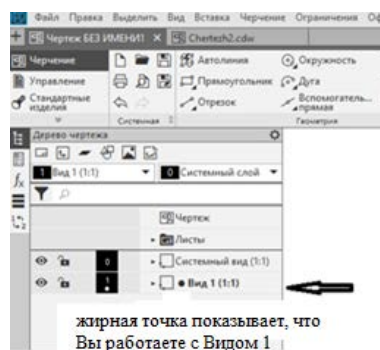 Файл Правка Выделить Вид Вставка Черчение Ограничения Оф
Чертеж БЕЗ ИМЕНИ1 × Chertezh2.cdw
Черчение Автолиния Окружность
Управление Прямоугольник Дуга
Стандартные изделия Отрезок Вспомогатель... прямая
Системная Геометрия
Дерево чертежа
1 Вид 1 (1:1) 0 Системный слой
Чертеж
Листы
0 Системный вид (1:1)
1 Вид 1 (1:1)
жирная точка показывает, что
Вы работаете с Видом 1